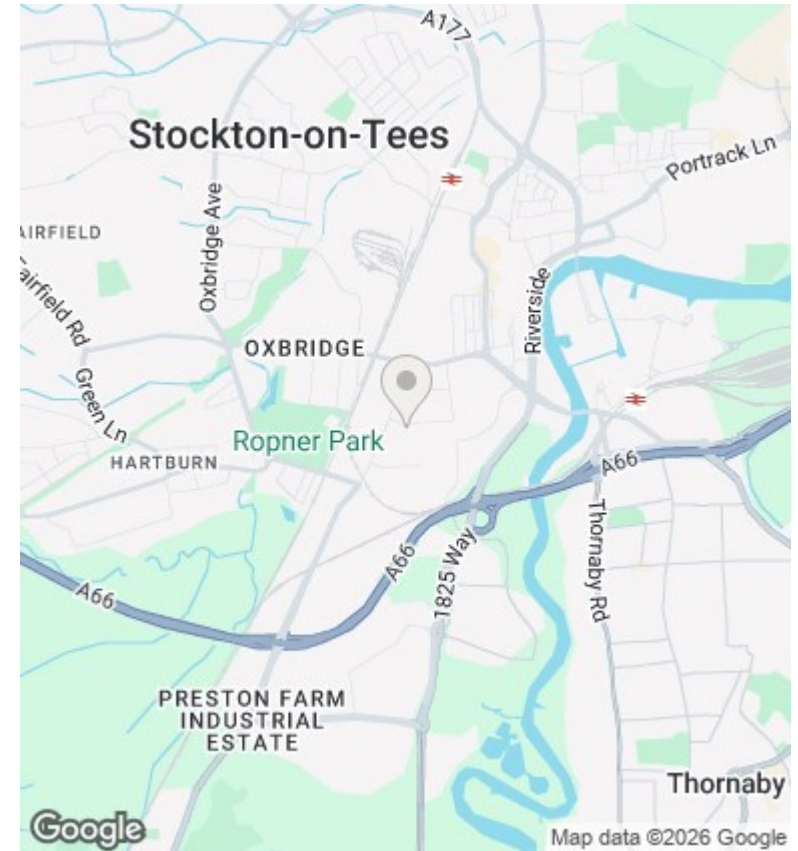 A177
Stockton-on-Tees
Portrack Ln
Oxbridge Ave
AIRFIELD
Fairfield Rd
Riverside
OXBRIDGE
Green Ln
Ropner Park
HARTBURN
A66
Thornaby Rd
A66
1825 Way
A66
PRESTON FARM
INDUSTRIAL
ESTATE
Thornaby
Google
Map data ©2026 Google